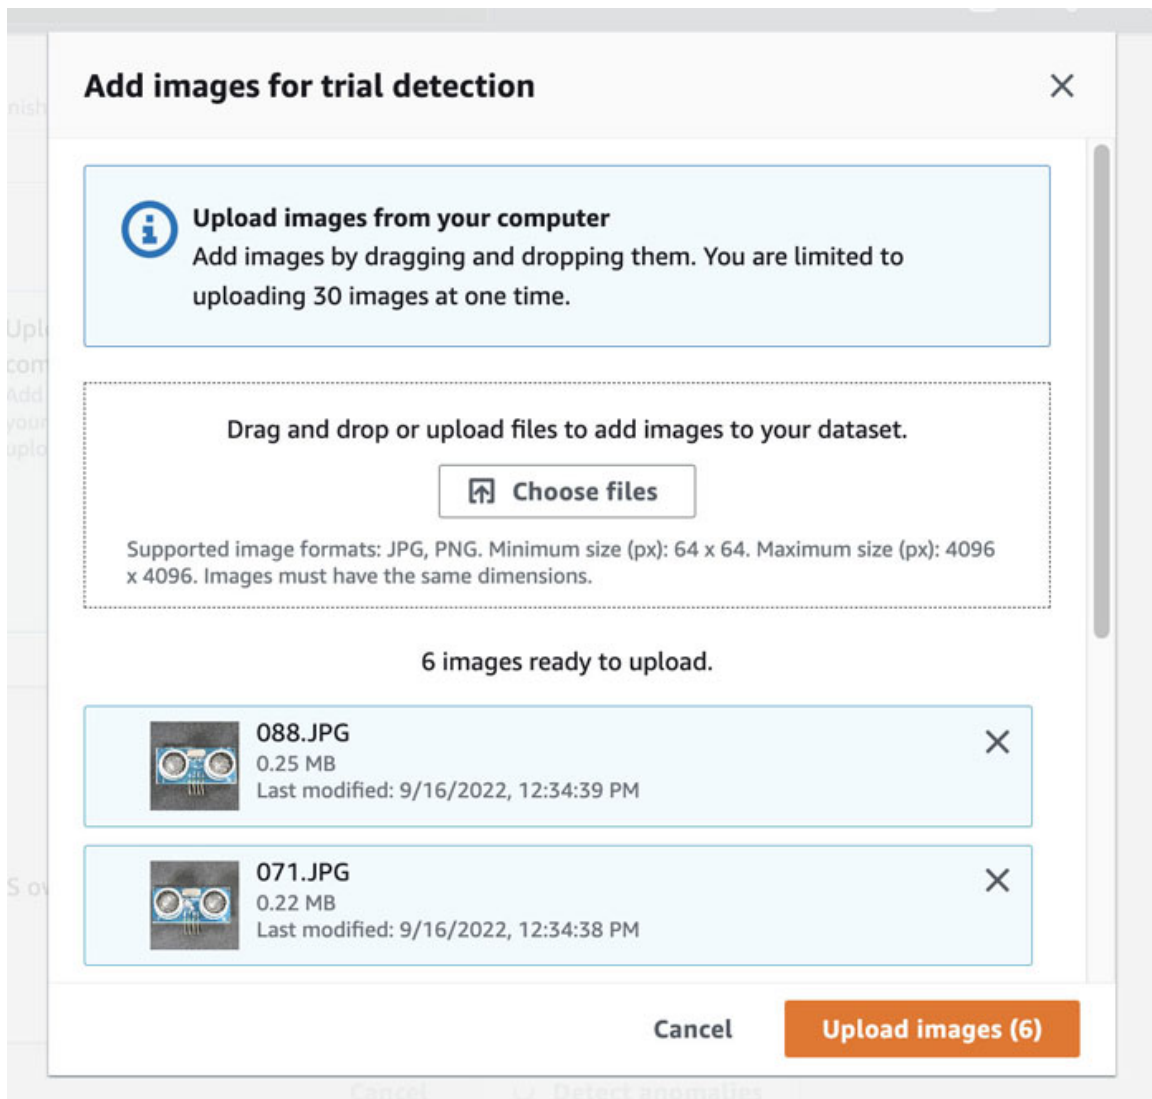 Add images for trial detection
Upload images from your computer
Add images by dragging and dropping them. You are limited to
uploading 30 images at one time.
Drag and drop or upload files to add images to your dataset.
Choose files
Supported image formats: JPG, PNG. Minimum size (px): 64 x 64. Maximum size (px): 4096
x 4096. Images must have the same dimensions.
6 images ready to upload.
088.JPG
0.25 MB
Last modified: 9/16/2022, 12:34:39 PM
071.JPG
0.22 MB
Last modified: 9/16/2022, 12:34:38 PM
Cancel
Upload images (6)
Cancel
Detect anomalies